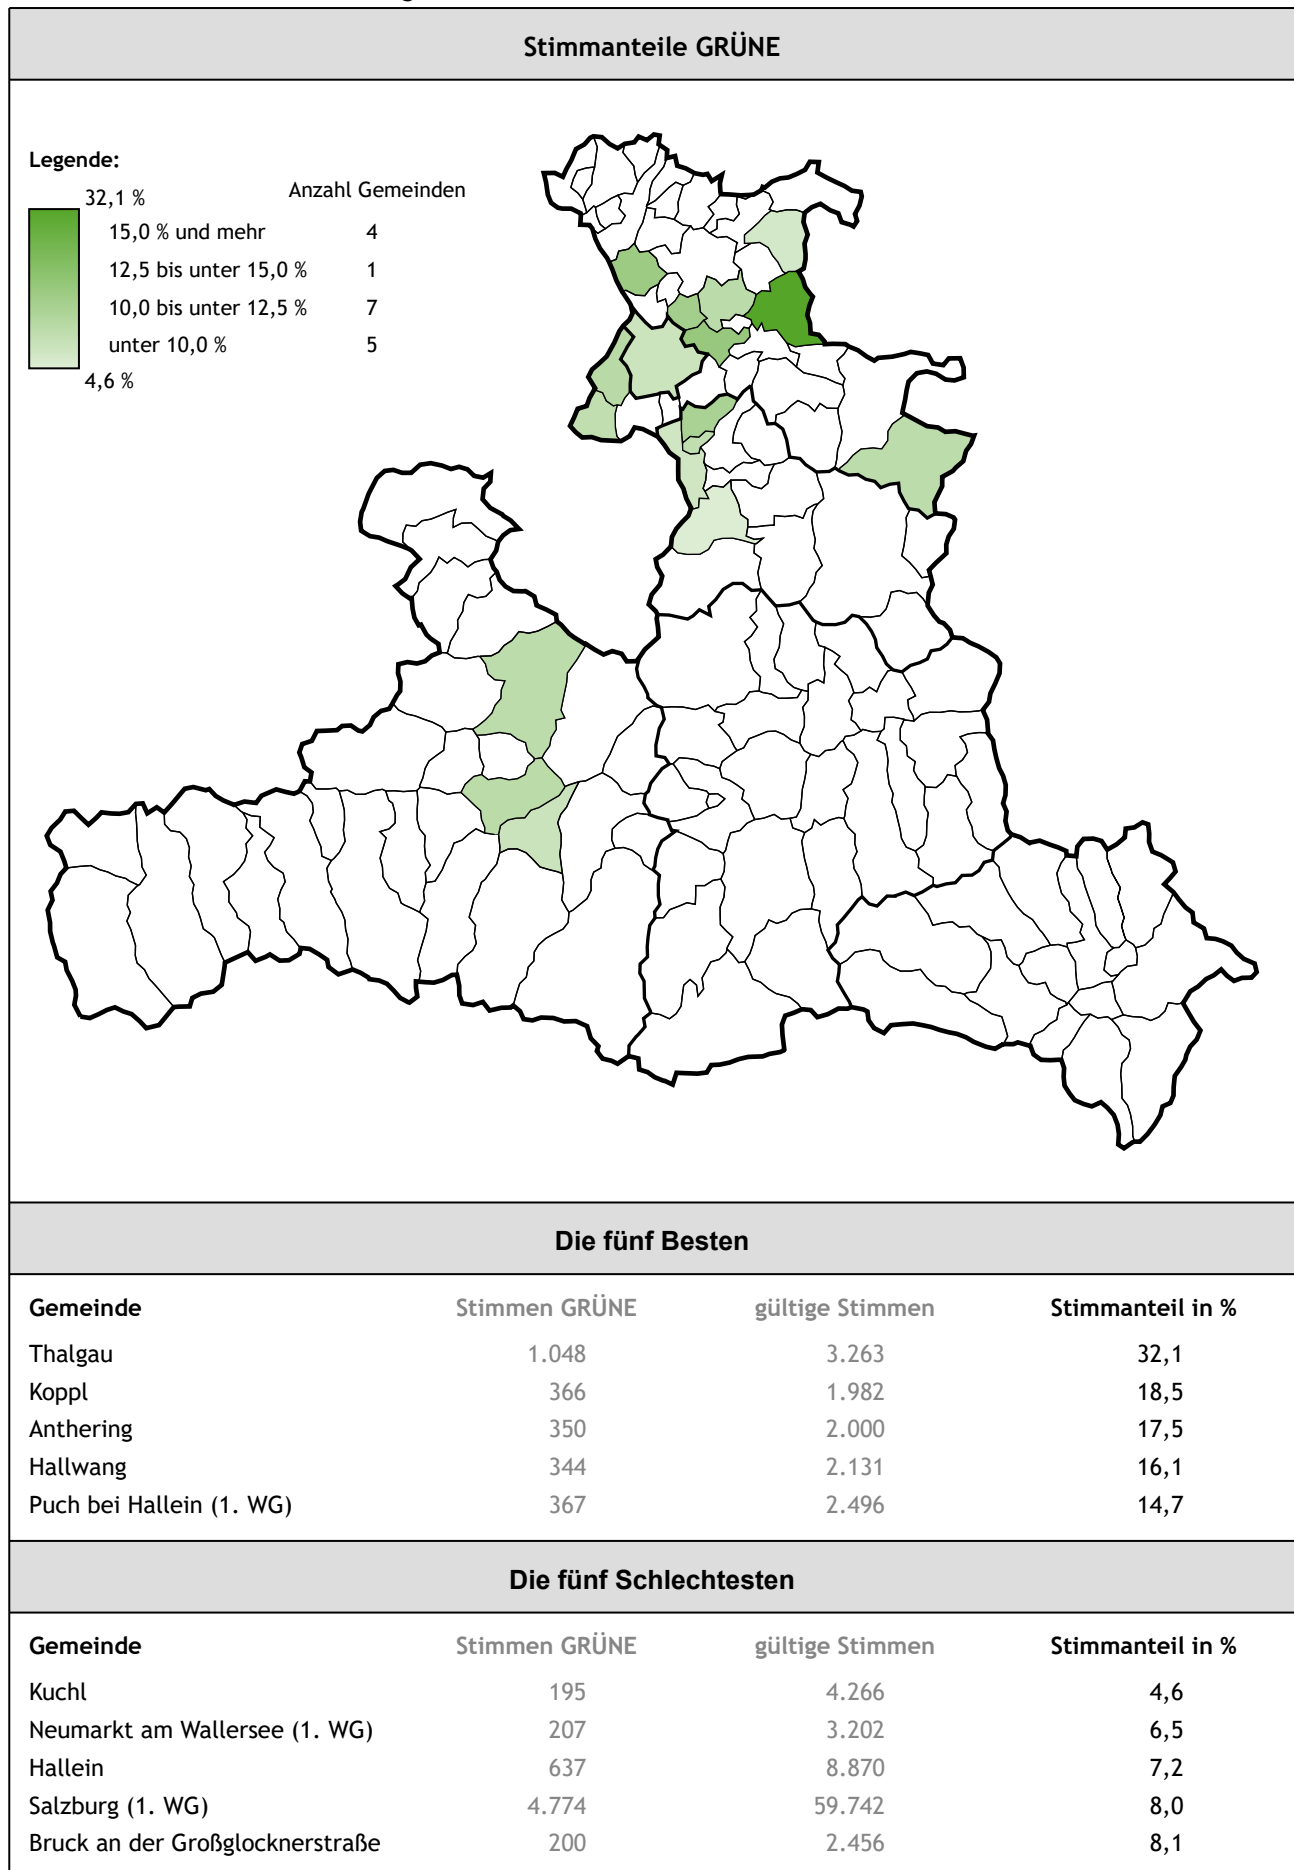 Stimmanteile GRÜNE
Legende:
32,1 % Anzahl Gemeinden
15,0 % und mehr 4
12,5 bis unter 15,0 % 1
10,0 bis unter 12,5 % 7
unter 10,0 % 5
4,6 %
Die fünf Besten
Gemeinde Stimmen GRÜNE gültige Stimmen Stimmanteil in %
Thalgau 1.048 3.263 32,1
Koppl 366 1.982 18,5
Anthering 350 2.000 17,5
Hallwang 344 2.131 16,1
Puch bei Hallein (1. WG) 367 2.496 14,7
Die fünf Schlechtesten
Gemeinde Stimmen GRÜNE gültige Stimmen Stimmanteil in %
Kuchl 195 4.266 4,6
Neumarkt am Wallersee (1. WG) 207 3.202 6,5
Hallein 637 8.870 7,2
Salzburg (1. WG) 4.774 59.742 8,0
Bruck an der Großglocknerstraße 200 2.456 8,1